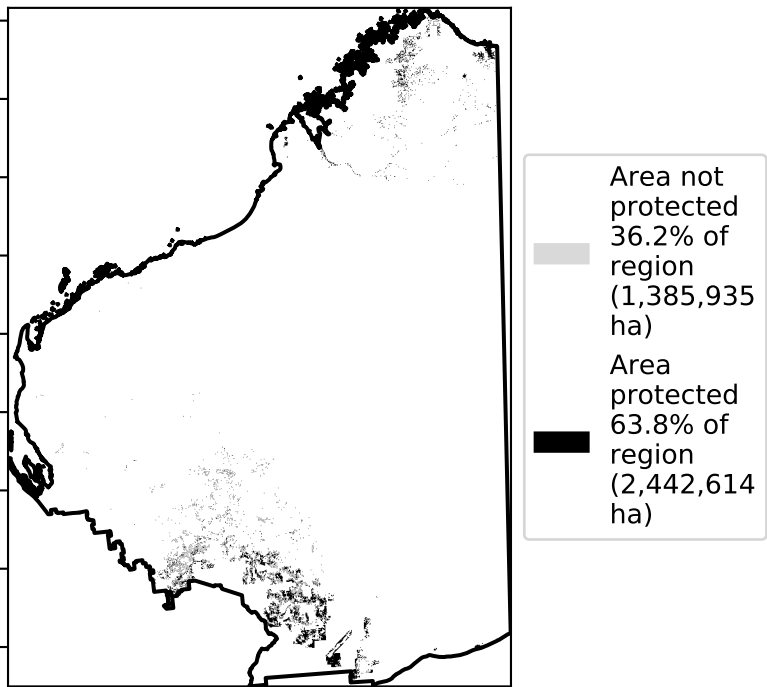 Area not
protected
36.2% of
region
(1,385,935
ha)
Area
protected
63.8% of
region
(2,442,614
ha)